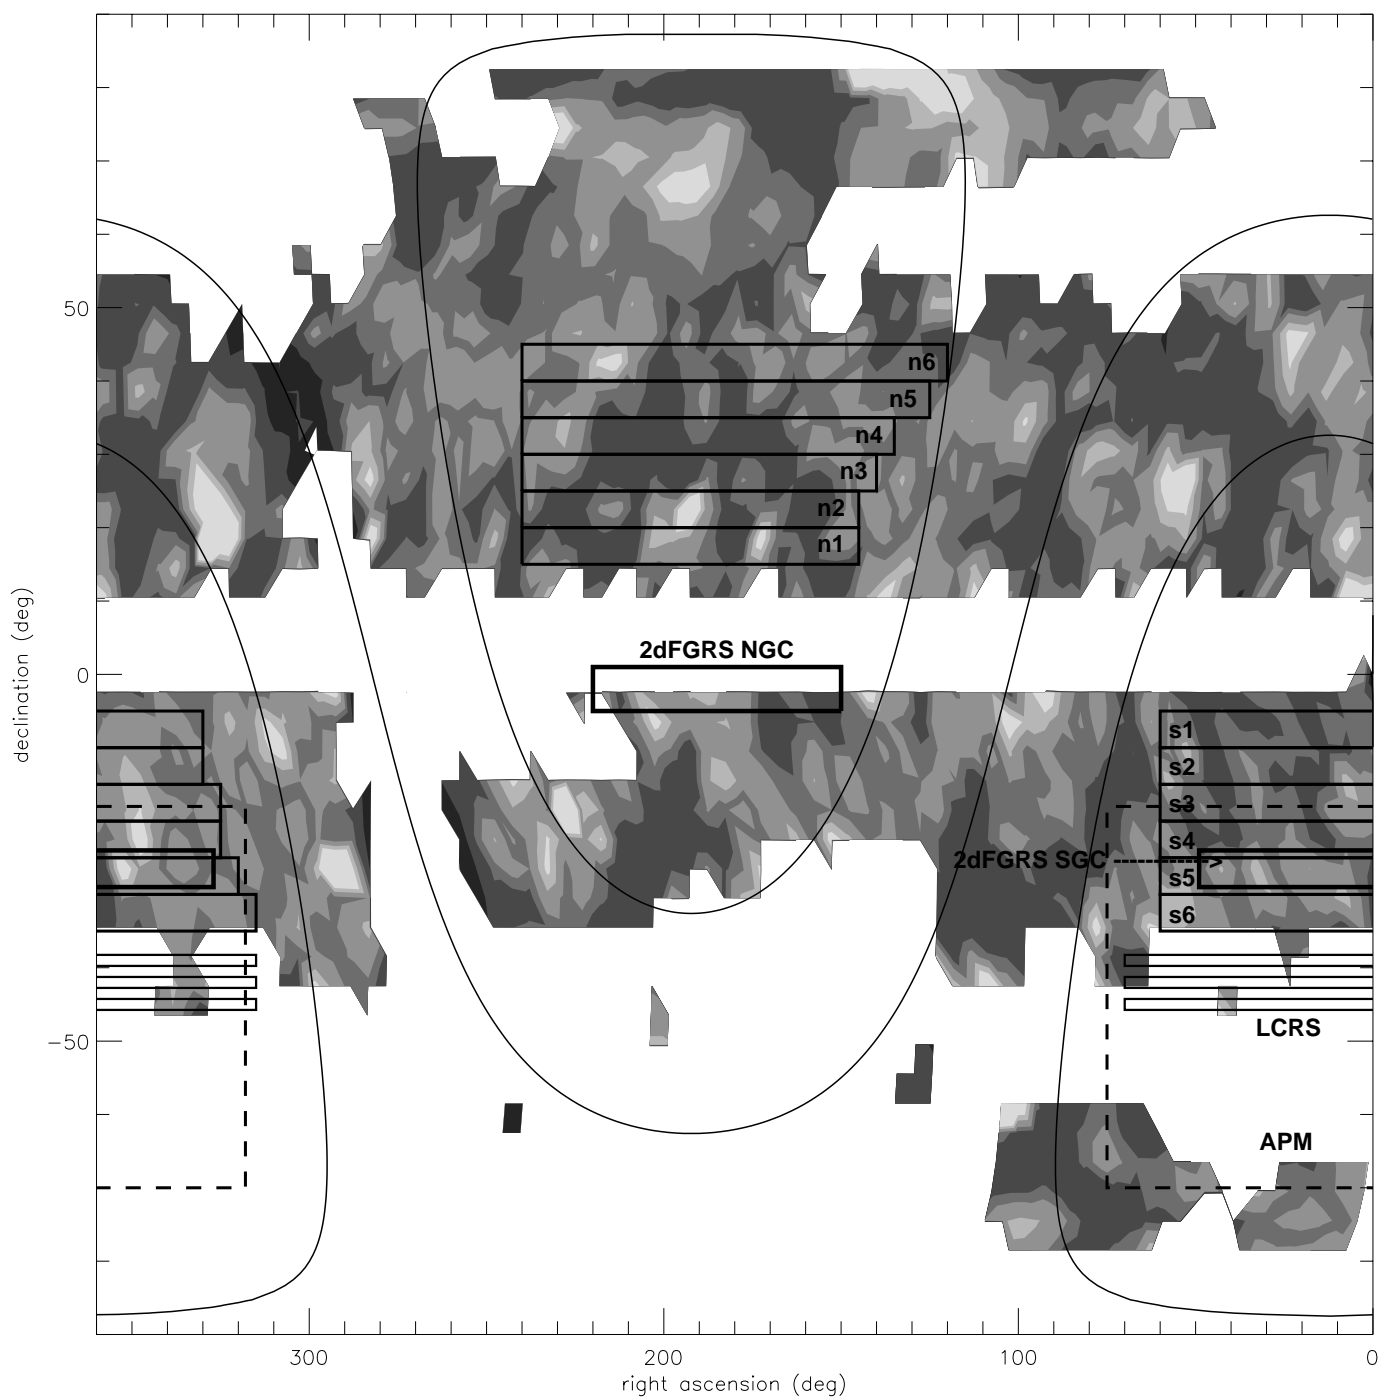 n6
50
n5
n4
n3
n2
n1
declination (deg)
2dFGRS NGC
0
s1
s2
s3
s4
2dFGRS SGC
s5
s6
LCRS
-50
APM
300
200
100
0
right ascension (deg)